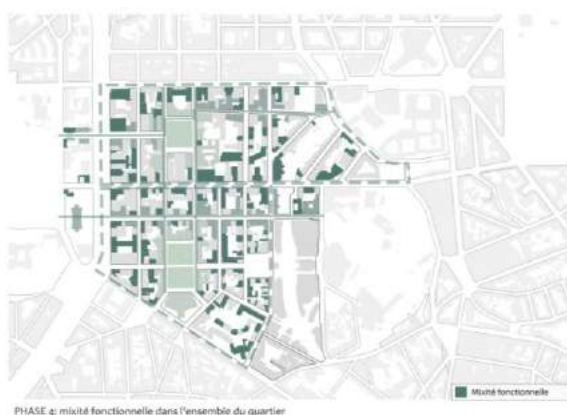 Mixité fonctionnelle
PHASE 4: mixité fonctionnelle dans l'ensemble du quartier